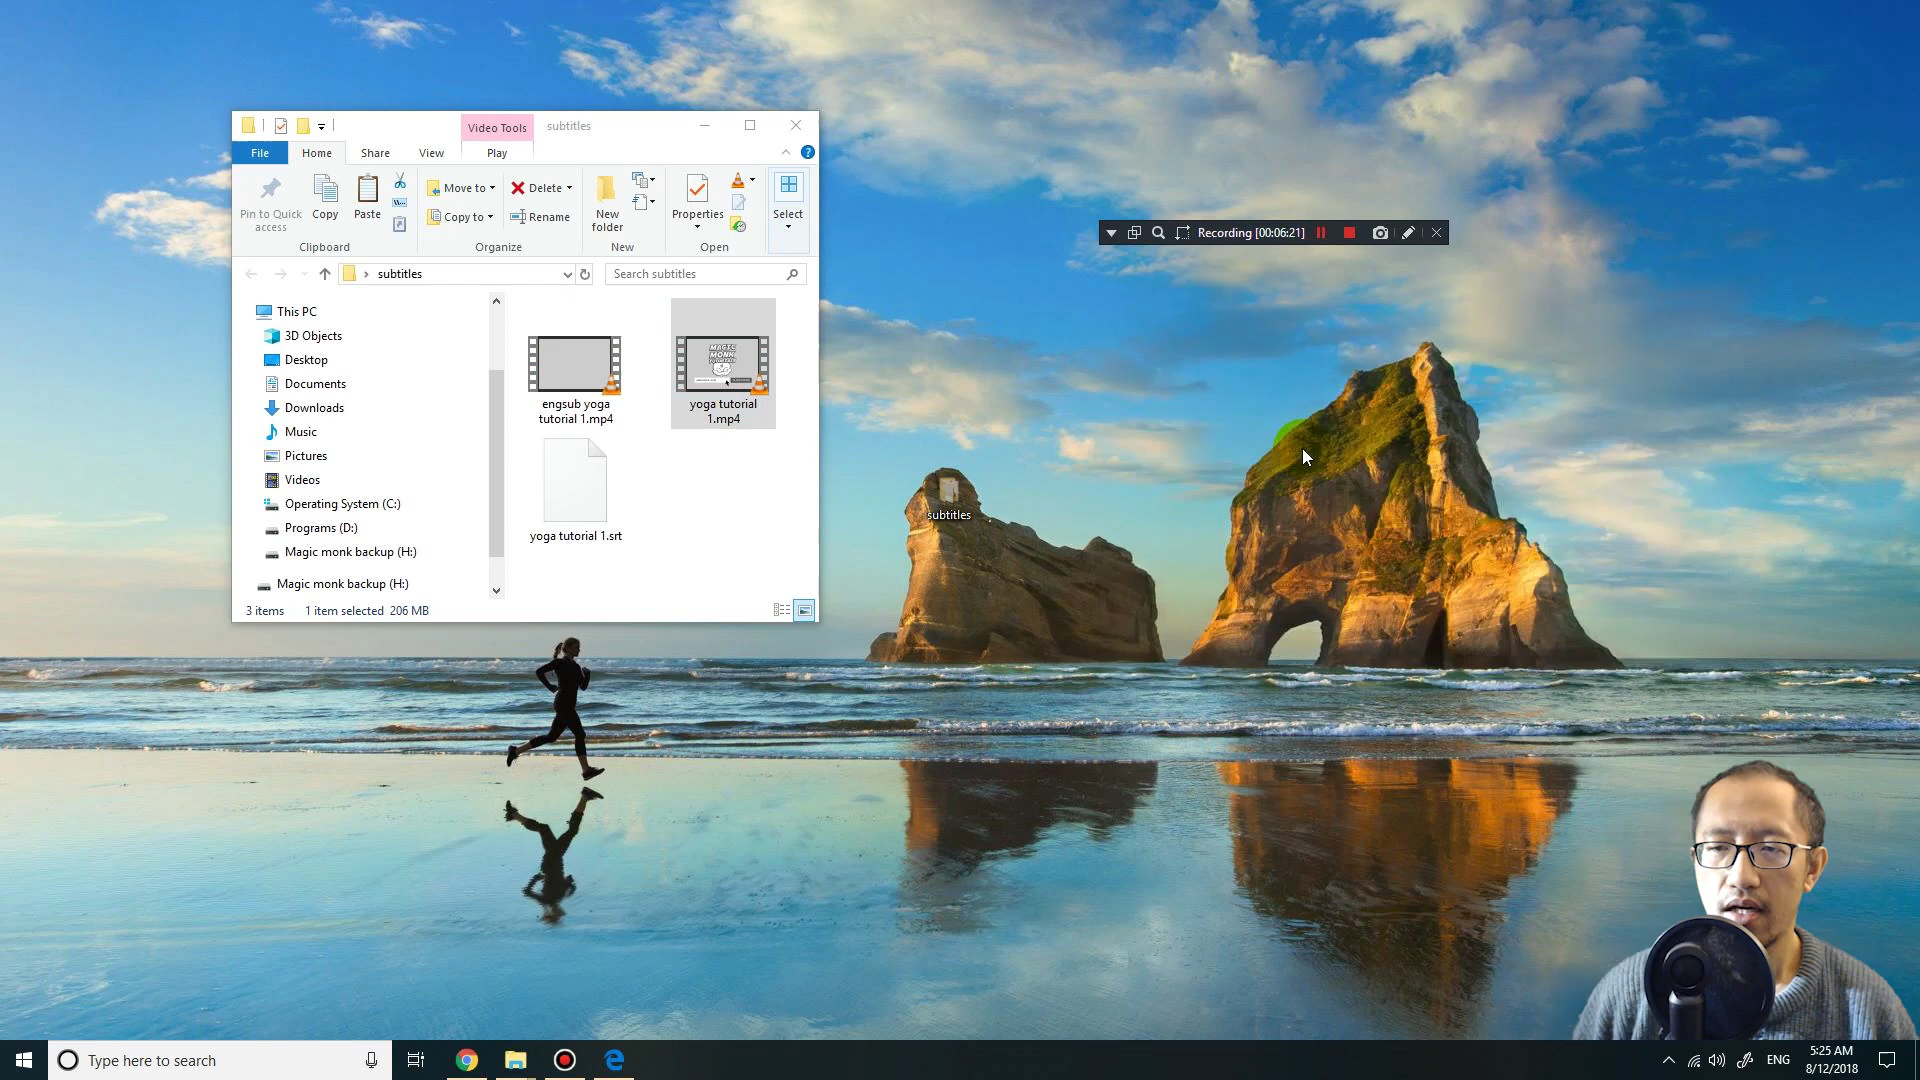 Video Tools
subtitles
File
Home
Share
View
Play
Pin to Quick
access
Copy
Paste
Move to
Copy to
Delete
Rename
New
folder
Properties
Select
Clipboard
Organize
New
Open
subtitles
Search subtitles
This PC
3D Objects
Desktop
Documents
Downloads
Music
Pictures
Videos
Operating System (C:)
Programs (D:)
Magic monk backup (H:)
Magic monk backup (H:)
MAGIC
MONK
engsub yoga
tutorial 1.mp4
yoga tutorial
1.mp4
yoga tutorial 1.srt
3 items
1 item selected 206 MB
Recording [00:06:21]
subtitles
Type here to search
ENG
5:25 AM
8/12/2018